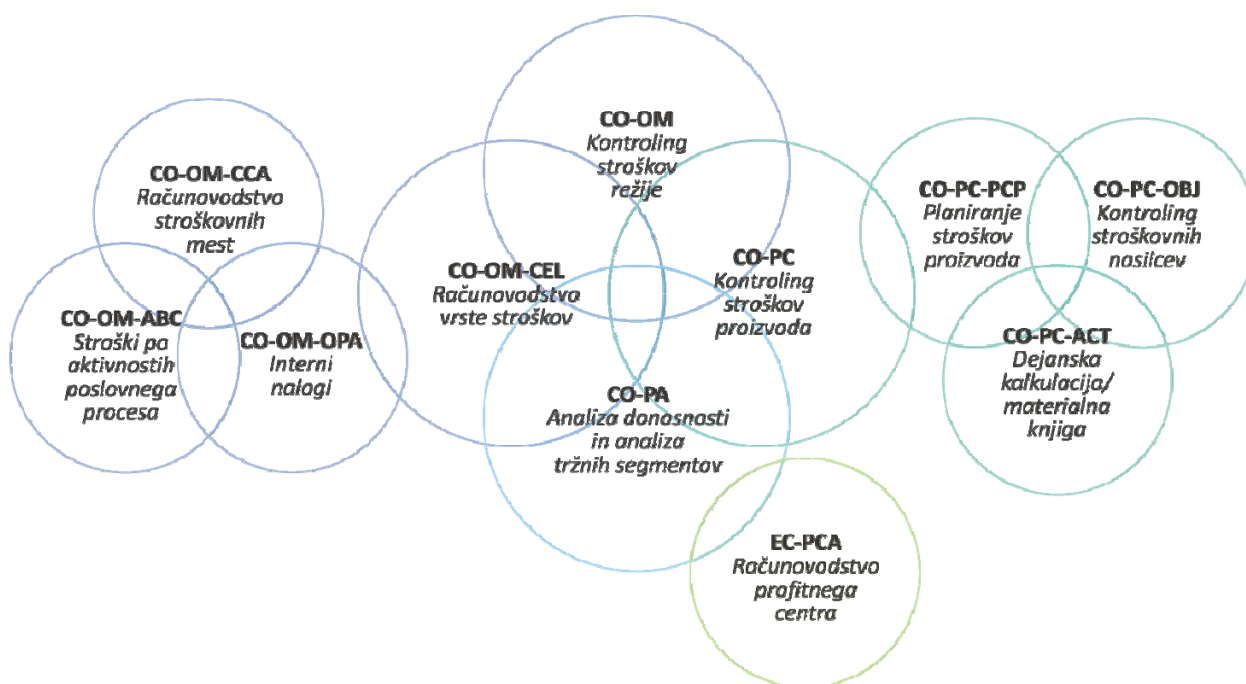 CO-OM
Kontroling
stroškov
režije
CO-OM-CCA
Računovodstvo
stroškovnih
mest
CO-OM-ABC
Stroški po
aktivnostih
poslovnega
procesa
CO-OM-OPA
Interni
nalogi
CO-OM-CEL
Računovodstvo
vrste stroškov
CO-PC
Kontroling
stroškov
proizvoda
CO-PA
Analiza donosnosti
in analiza
tržnih segmentov
CO-PC-PCP
Planiranje
stroškov
proizvoda
CO-PC-OBJ
Kontroling
stroškovnih
nosilcev
CO-PC-ACT
Dejanska
kalkulacija/
materialna
knjiga
EC-PCA
Računovodstvo
profitnega
centra